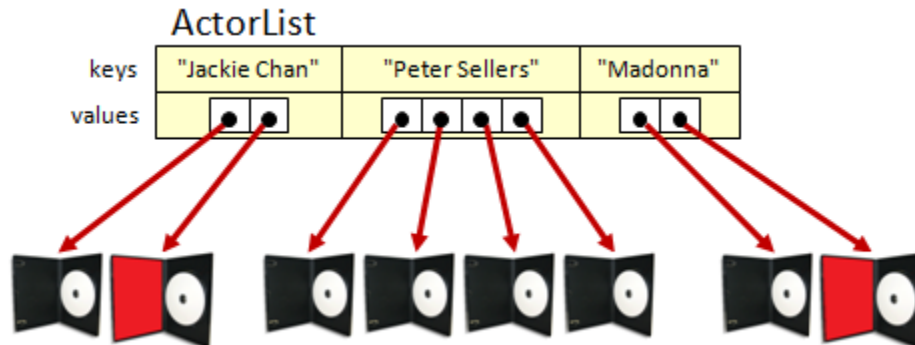 ActorList
keys "Jackie Chan" "Peter Sellers" "Madonna"
values